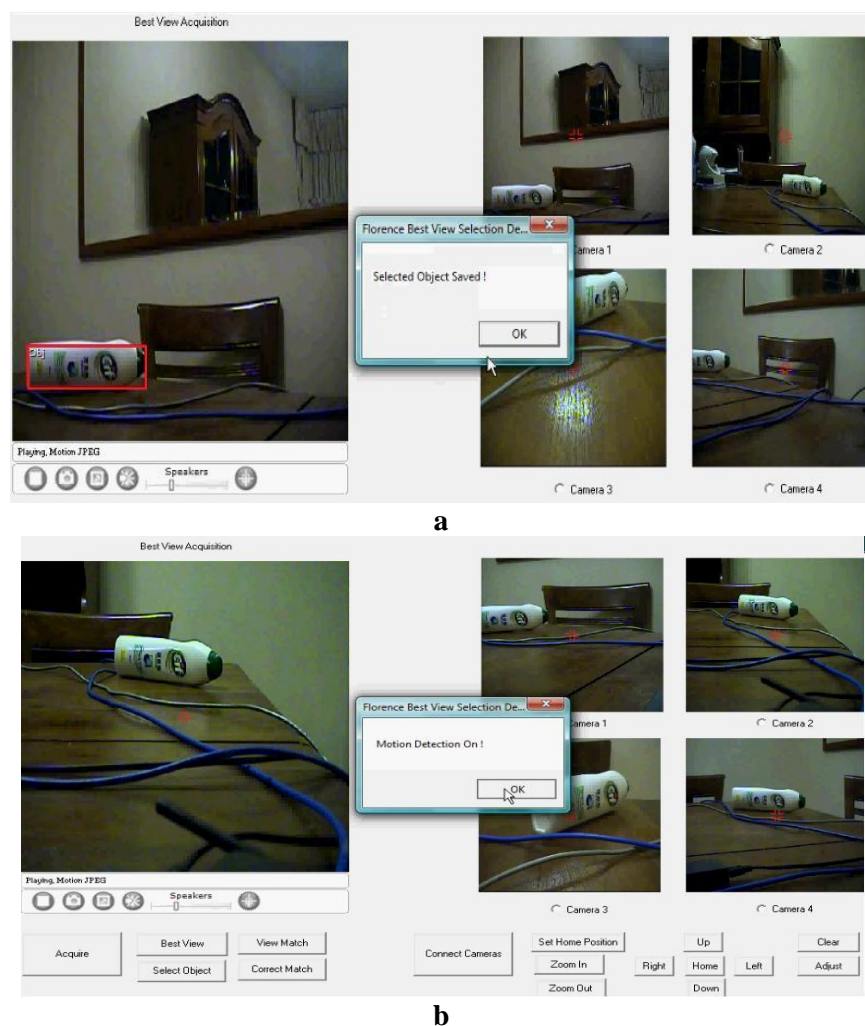 Best View Acquisition
Florence Best View Selection De...
Selected Object Saved !
OK
Obj
Cif
Playing, Motion JPEG
Speakers
Camera 1
Camera 2
Camera 3
Camera 4
a
Best View Acquisition
Cif
Florence Best View Selection De...
Motion Detection On !
OK
Playing, Motion JPEG
Speakers
Camera 1
Camera 2
Camera 3
Camera 4
Acquire
Best View
View Match
Select Object
Correct Match
Connect Cameras
Set Home Position
Zoom In
Zoom Out
Right
Up
Home
Down
Left
Clear
Adjust
b